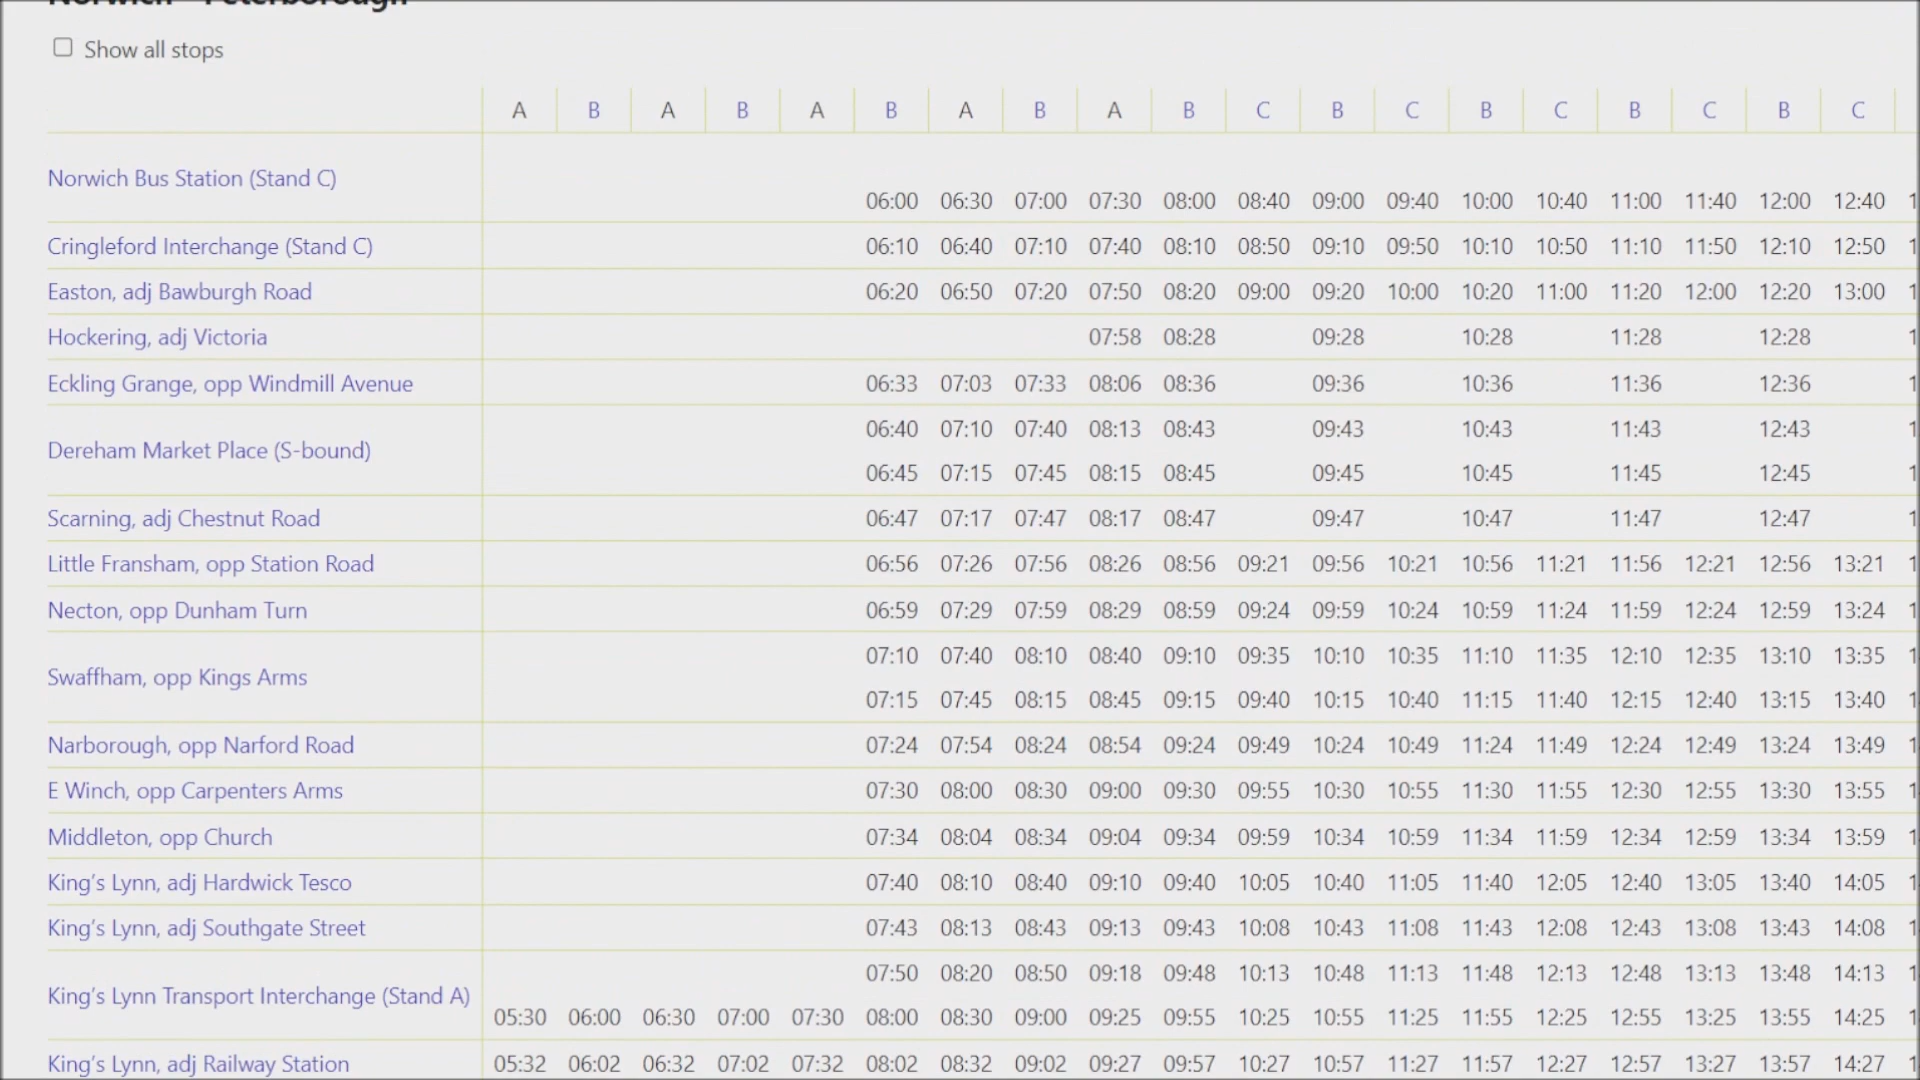 Norwich - Peterborough
Show all stops
A B A B A B A B A B C B C B C B C B C
Norwich Bus Station (Stand C)
06:00 06:30 07:00 07:30 08:00 08:40 09:00 09:40 10:00 10:40 11:00 11:40 12:00 12:40 1
Cringleford Interchange (Stand C) 06:10 06:40 07:10 07:40 08:10 08:50 09:10 09:50 10:10 10:50 11:10 11:50 12:10 12:50 1
Easton, adj Bawburgh Road 06:20 06:50 07:20 07:50 08:20 09:00 09:20 10:00 10:20 11:00 11:20 12:00 12:20 13:00 1
Hockering, adj Victoria 07:58 08:28 09:28 10:28 11:28 12:28 1
Eckling Grange, opp Windmill Avenue 06:33 07:03 07:33 08:06 08:36 09:36 10:36 11:36 12:36 1
06:40 07:10 07:40 08:13 08:43 09:43 10:43 11:43 12:43 1
Dereham Market Place (S-bound)
06:45 07:15 07:45 08:15 08:45 09:45 10:45 11:45 12:45 1
Scarning, adj Chestnut Road 06:47 07:17 07:47 08:17 08:47 09:47 10:47 11:47 12:47 1
Little Fransham, opp Station Road 06:56 07:26 07:56 08:26 08:56 09:21 09:56 10:21 10:56 11:21 11:56 12:21 12:56 13:21 1
Necton, opp Dunham Turn 06:59 07:29 07:59 08:29 08:59 09:24 09:59 10:24 10:59 11:24 11:59 12:24 12:59 13:24 1
07:10 07:40 08:10 08:40 09:10 09:35 10:10 10:35 11:10 11:35 12:10 12:35 13:10 13:35 1
Swaffham, opp Kings Arms
07:15 07:45 08:15 08:45 09:15 09:40 10:15 10:40 11:15 11:40 12:15 12:40 13:15 13:40 1
Narborough, opp Narford Road 07:24 07:54 08:24 08:54 09:24 09:49 10:24 10:49 11:24 11:49 12:24 12:49 13:24 13:49 1
E Winch, opp Carpenters Arms 07:30 08:00 08:30 09:00 09:30 09:55 10:30 10:55 11:30 11:55 12:30 12:55 13:30 13:55 1
Middleton, opp Church 07:34 08:04 08:34 09:04 09:34 09:59 10:34 10:59 11:34 11:59 12:34 12:59 13:34 13:59 1
King's Lynn, adj Hardwick Tesco 07:40 08:10 08:40 09:10 09:40 10:05 10:40 11:05 11:40 12:05 12:40 13:05 13:40 14:05 1
King's Lynn, adj Southgate Street 07:43 08:13 08:43 09:13 09:43 10:08 10:43 11:08 11:43 12:08 12:43 13:08 13:43 14:08 1
07:50 08:20 08:50 09:18 09:48 10:13 10:48 11:13 11:48 12:13 12:48 13:13 13:48 14:13 1
King's Lynn Transport Interchange (Stand A)
05:30 06:00 06:30 07:00 07:30 08:00 08:30 09:00 09:25 09:55 10:25 10:55 11:25 11:55 12:25 12:55 13:25 13:55 14:25 1
King's Lynn, adj Railway Station 05:32 06:02 06:32 07:02 07:32 08:02 08:32 09:02 09:27 09:57 10:27 10:57 11:27 11:57 12:27 12:57 13:27 13:57 14:27 1